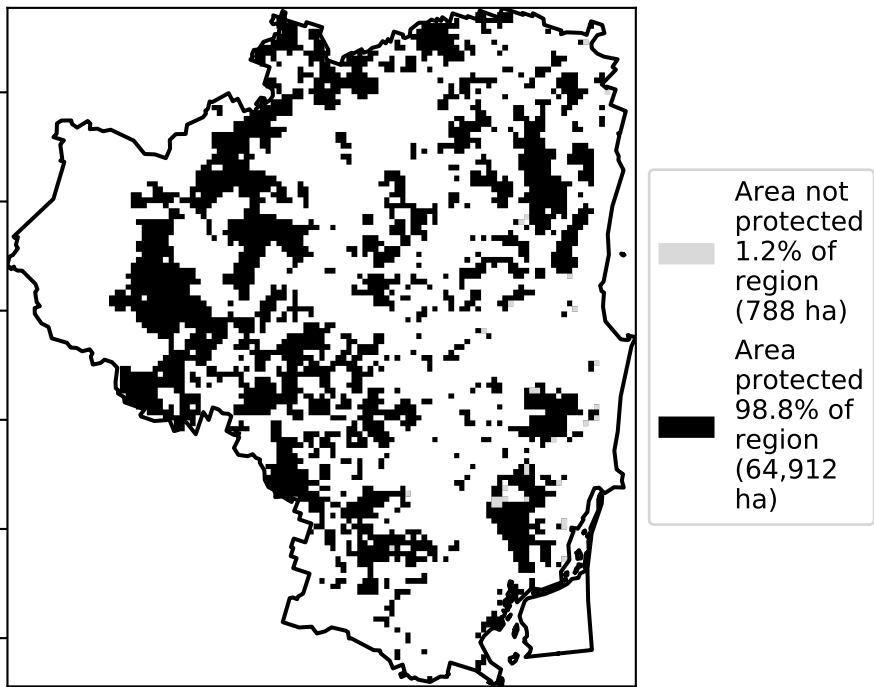 Area not
protected
1.2% of
region
(788 ha)
Area
protected
98.8% of
region
(64,912
ha)